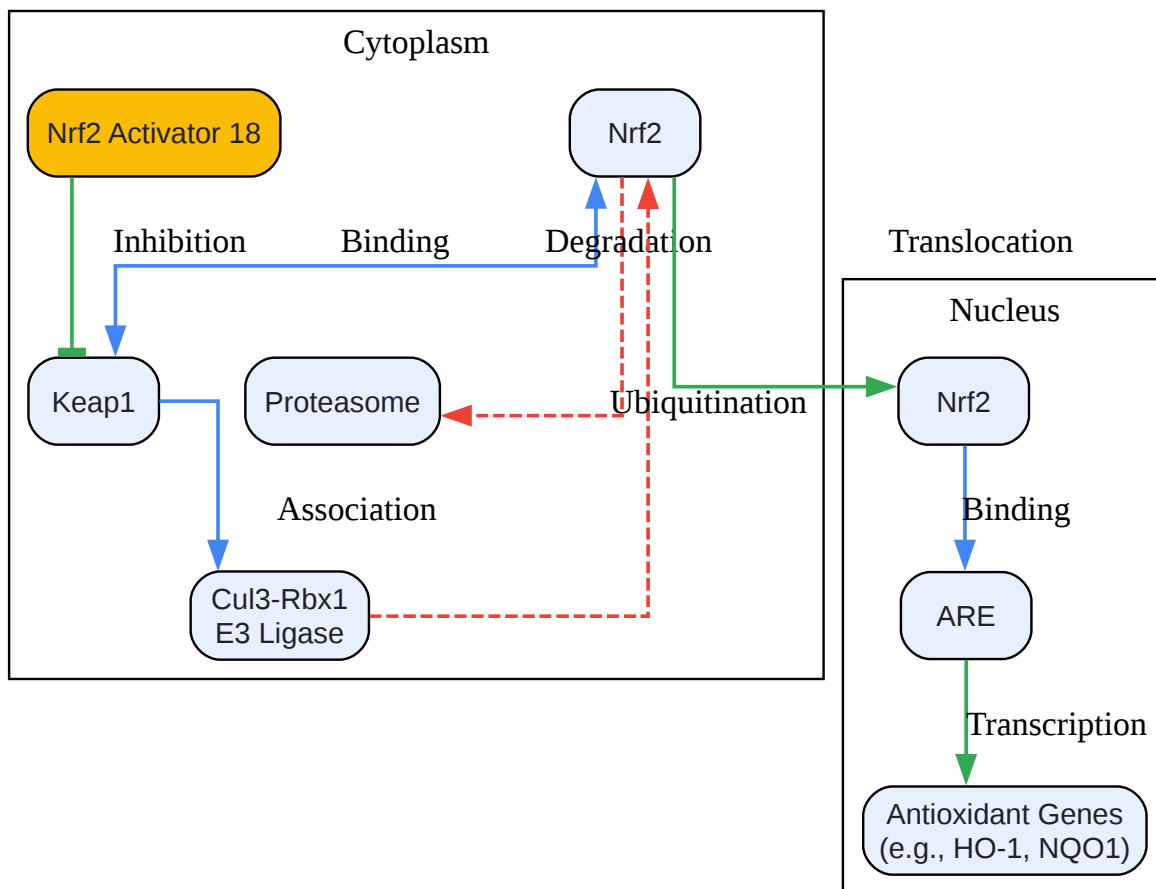 Cytoplasm
Nrf2 Activator 18
Nrf2
Inhibition
Binding
Degradation
Translocation
Nucleus
Keap1
Proteasome
Ubiquitination
Nrf2
Association
Binding
Cul3-Rbx1
E3 Ligase
ARE
Transcription
Antioxidant Genes
(e.g., HO-1, NQO1)